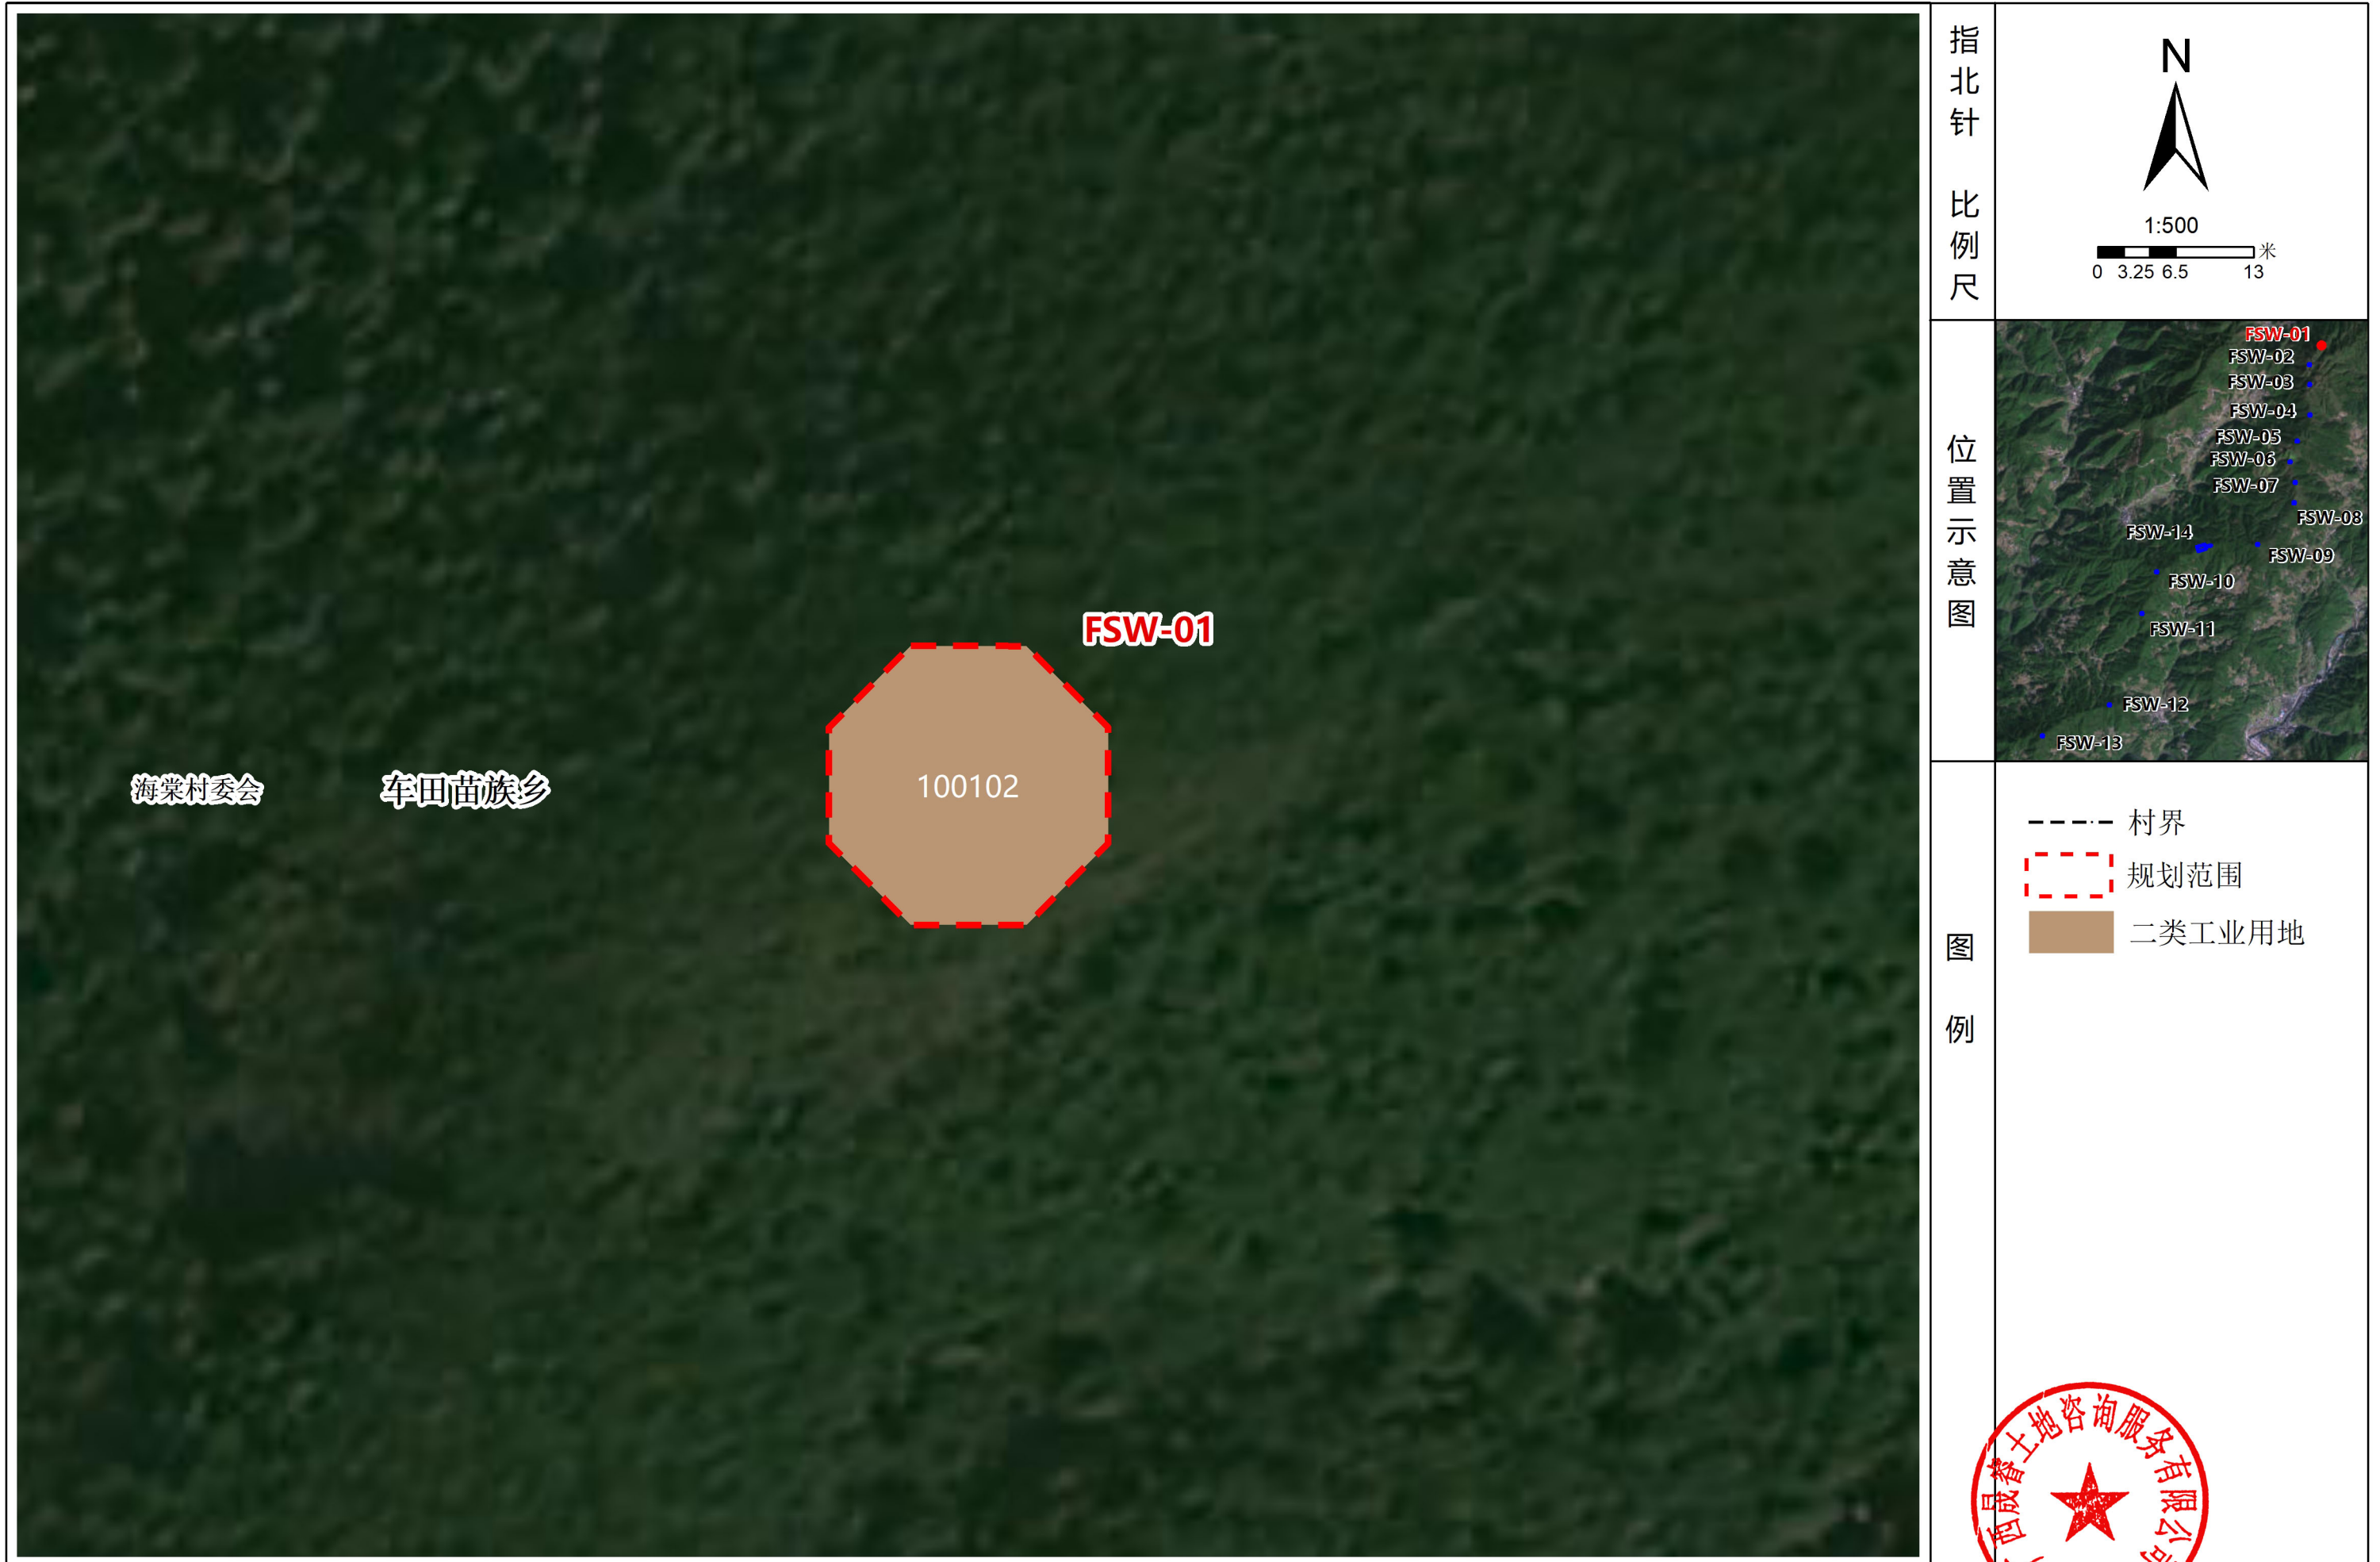 FSW-01
100102
海棠村委会
车田苗族乡
指北针 比例尺
N
1:500
米
0 3.25 6.5 13
位置示意图
FSW-01
FSW-02
FSW-03
FSW-04
FSW-05
FSW-06
FSW-07
FSW-08
FSW-14
FSW-09
FSW-10
FSW-11
FSW-12
FSW-13
图例
村界
规划范围
二类工业用地
西晟睿土地咨询服务有限公司